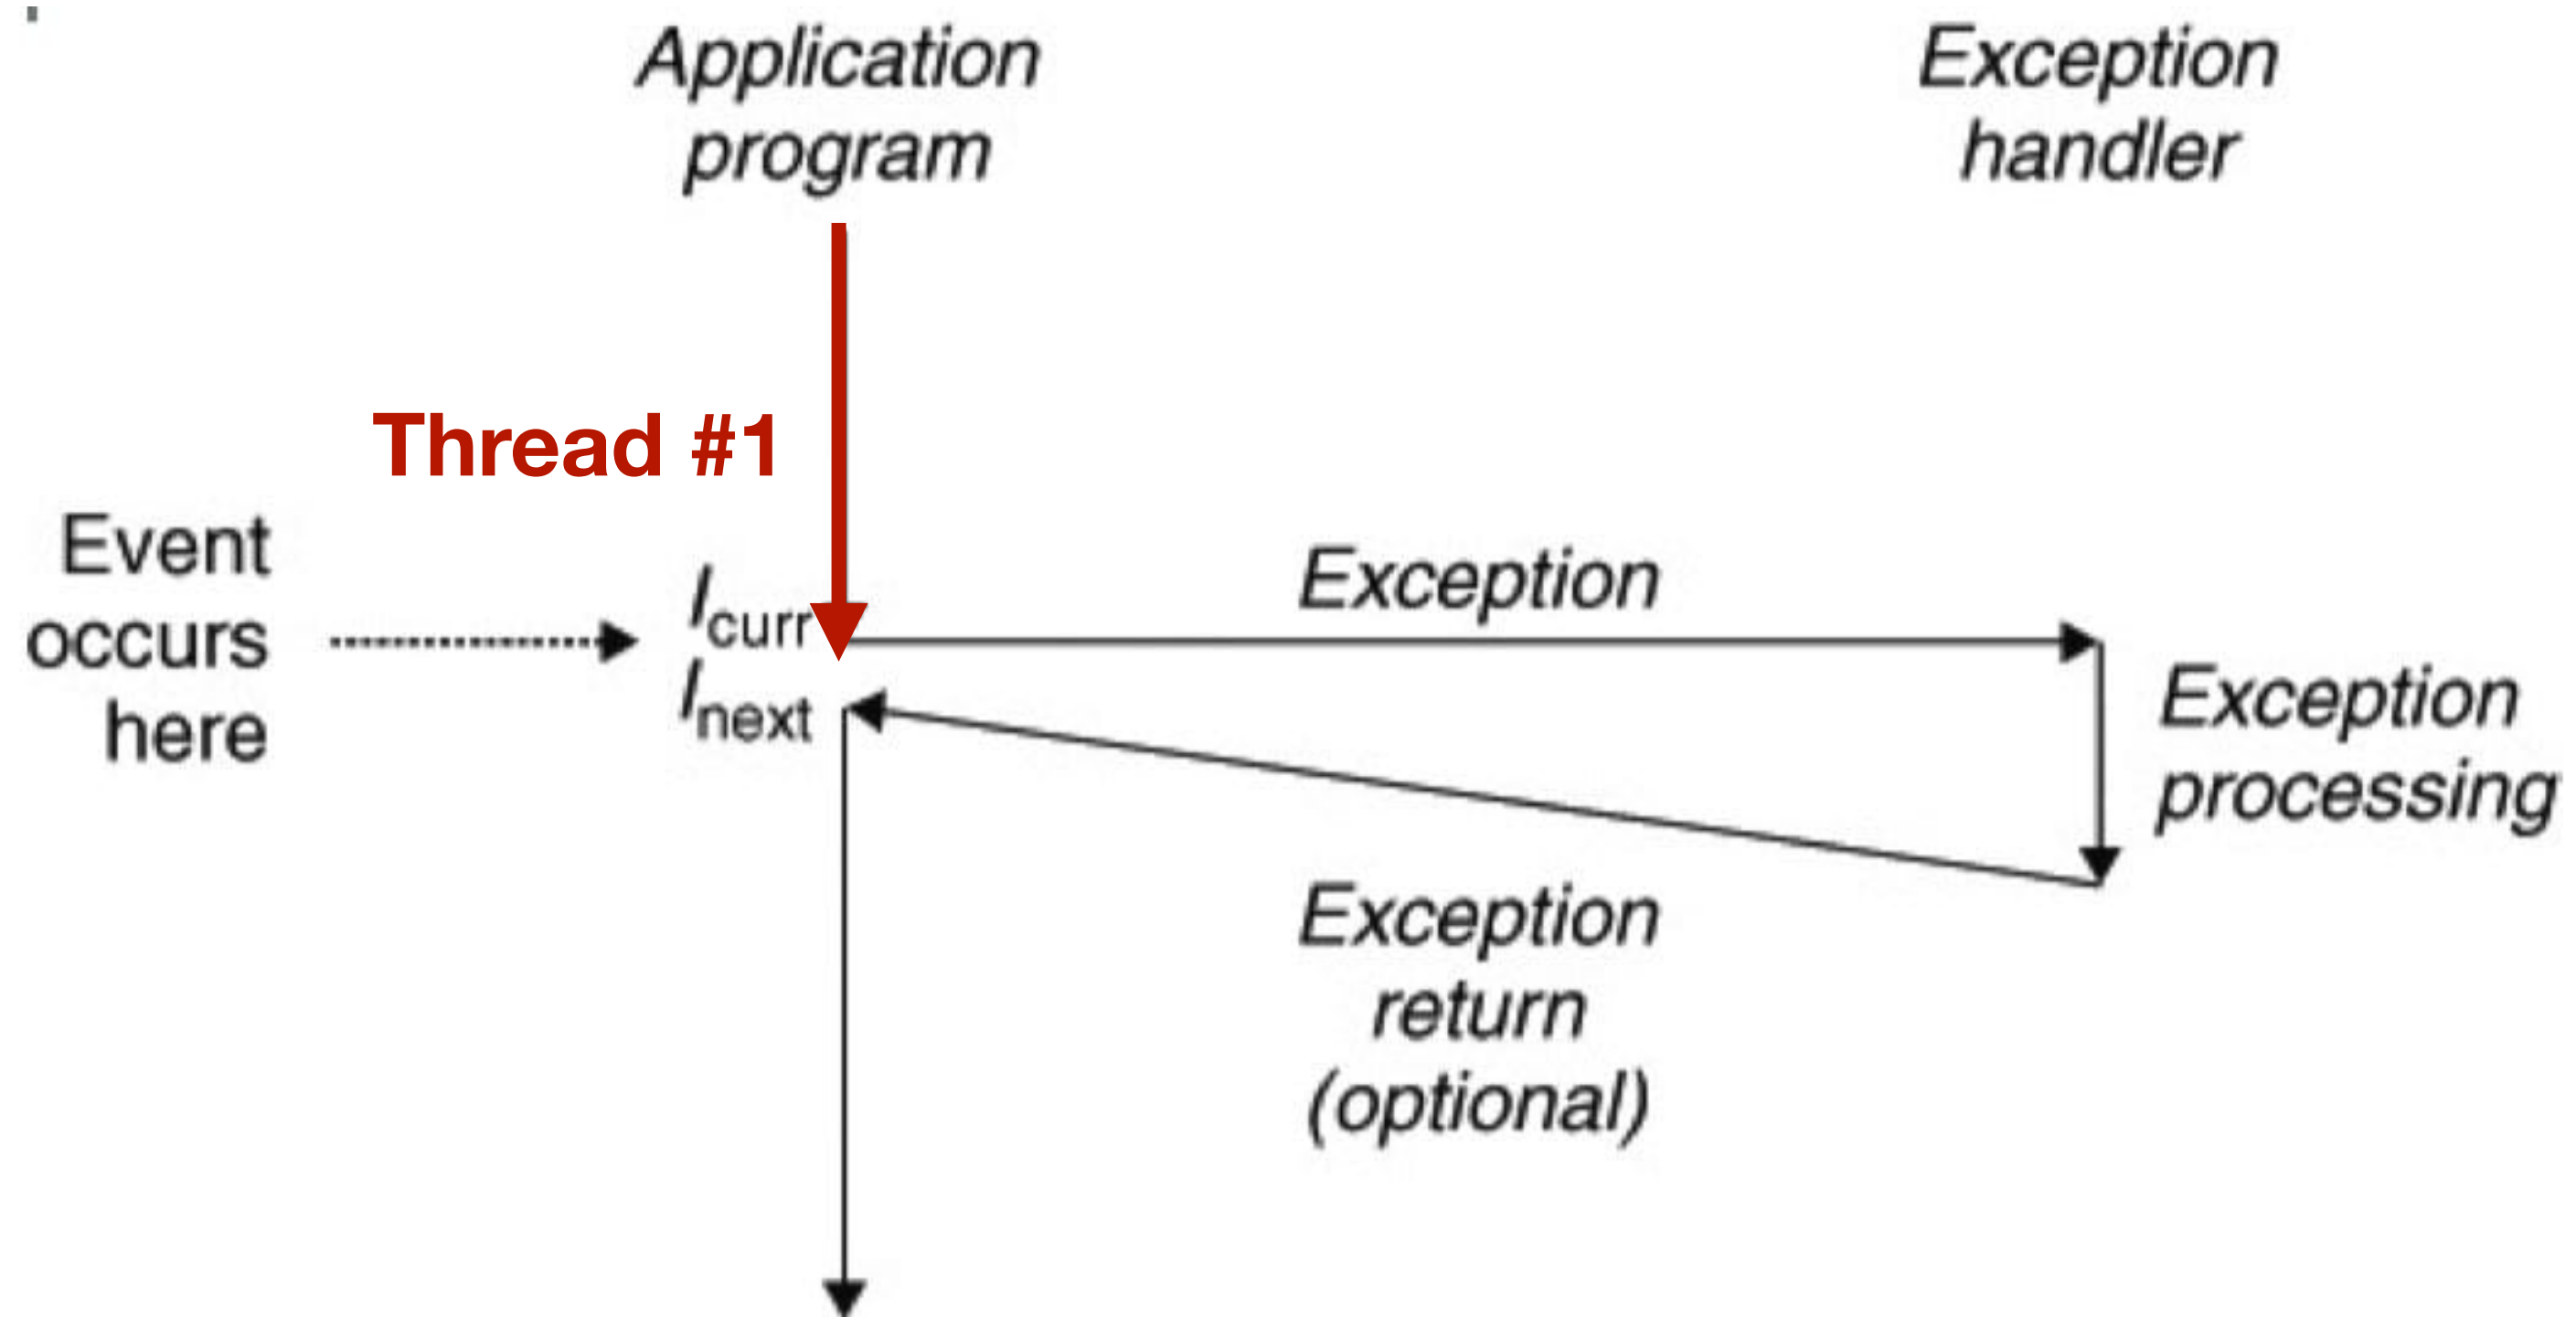 Application
program
Exception
handler
Thread #1
Event
occurs
here
Icurr
Inext
Exception
Exception
processing
Exception
return
(optional)